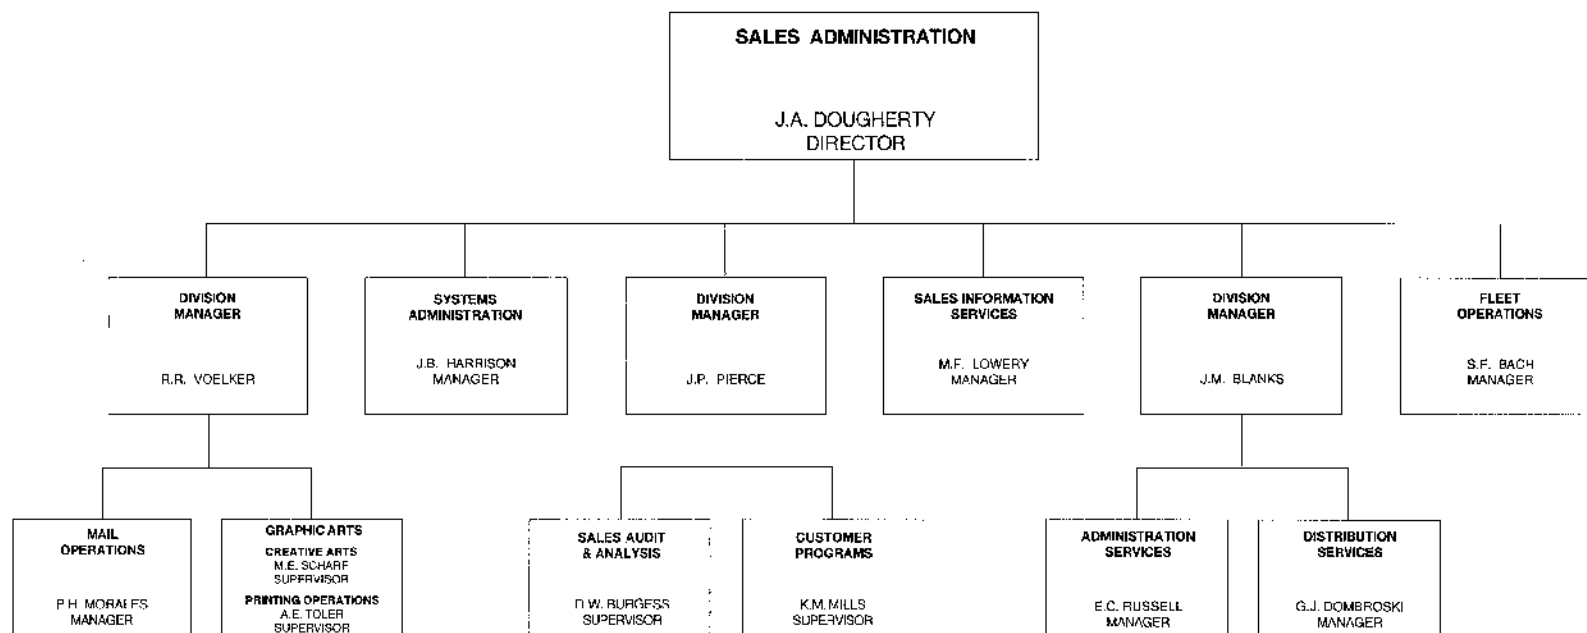 SALES ADMINISTRATION
J.A. DOUGHERTY
DIRECTOR
DIVISION
MANAGER
R.R. VOELKER
SYSTEMS
ADMINISTRATION
J.B. HARRISON
MANAGER
DIVISION
MANAGER
J.P. PIERCE
SALES INFORMATION
SERVICES
M.F. LOWERY
MANAGER
DIVISION
MANAGER
J.M. BLANKS
FLEET
OPERATIONS
S.F. BACH
MANAGER
MAIL
OPERATIONS
P.H. MORALES
MANAGER
GRAPHIC ARTS
CREATIVE ARTS
M.E. SCHARF
SUPERVISOR
PRINTING OPERATIONS
A.E. TOLER
SUPERVISOR
SALES AUDIT
& ANALYSIS
D.W. BURGESS
SUPERVISOR
CUSTOMER
PROGRAMS
K.M. MILLS
SUPERVISOR
ADMINISTRATION
SERVICES
E.C. RUSSELL
MANAGER
DISTRIBUTION
SERVICES
G.J. DOMBROSKI
MANAGER